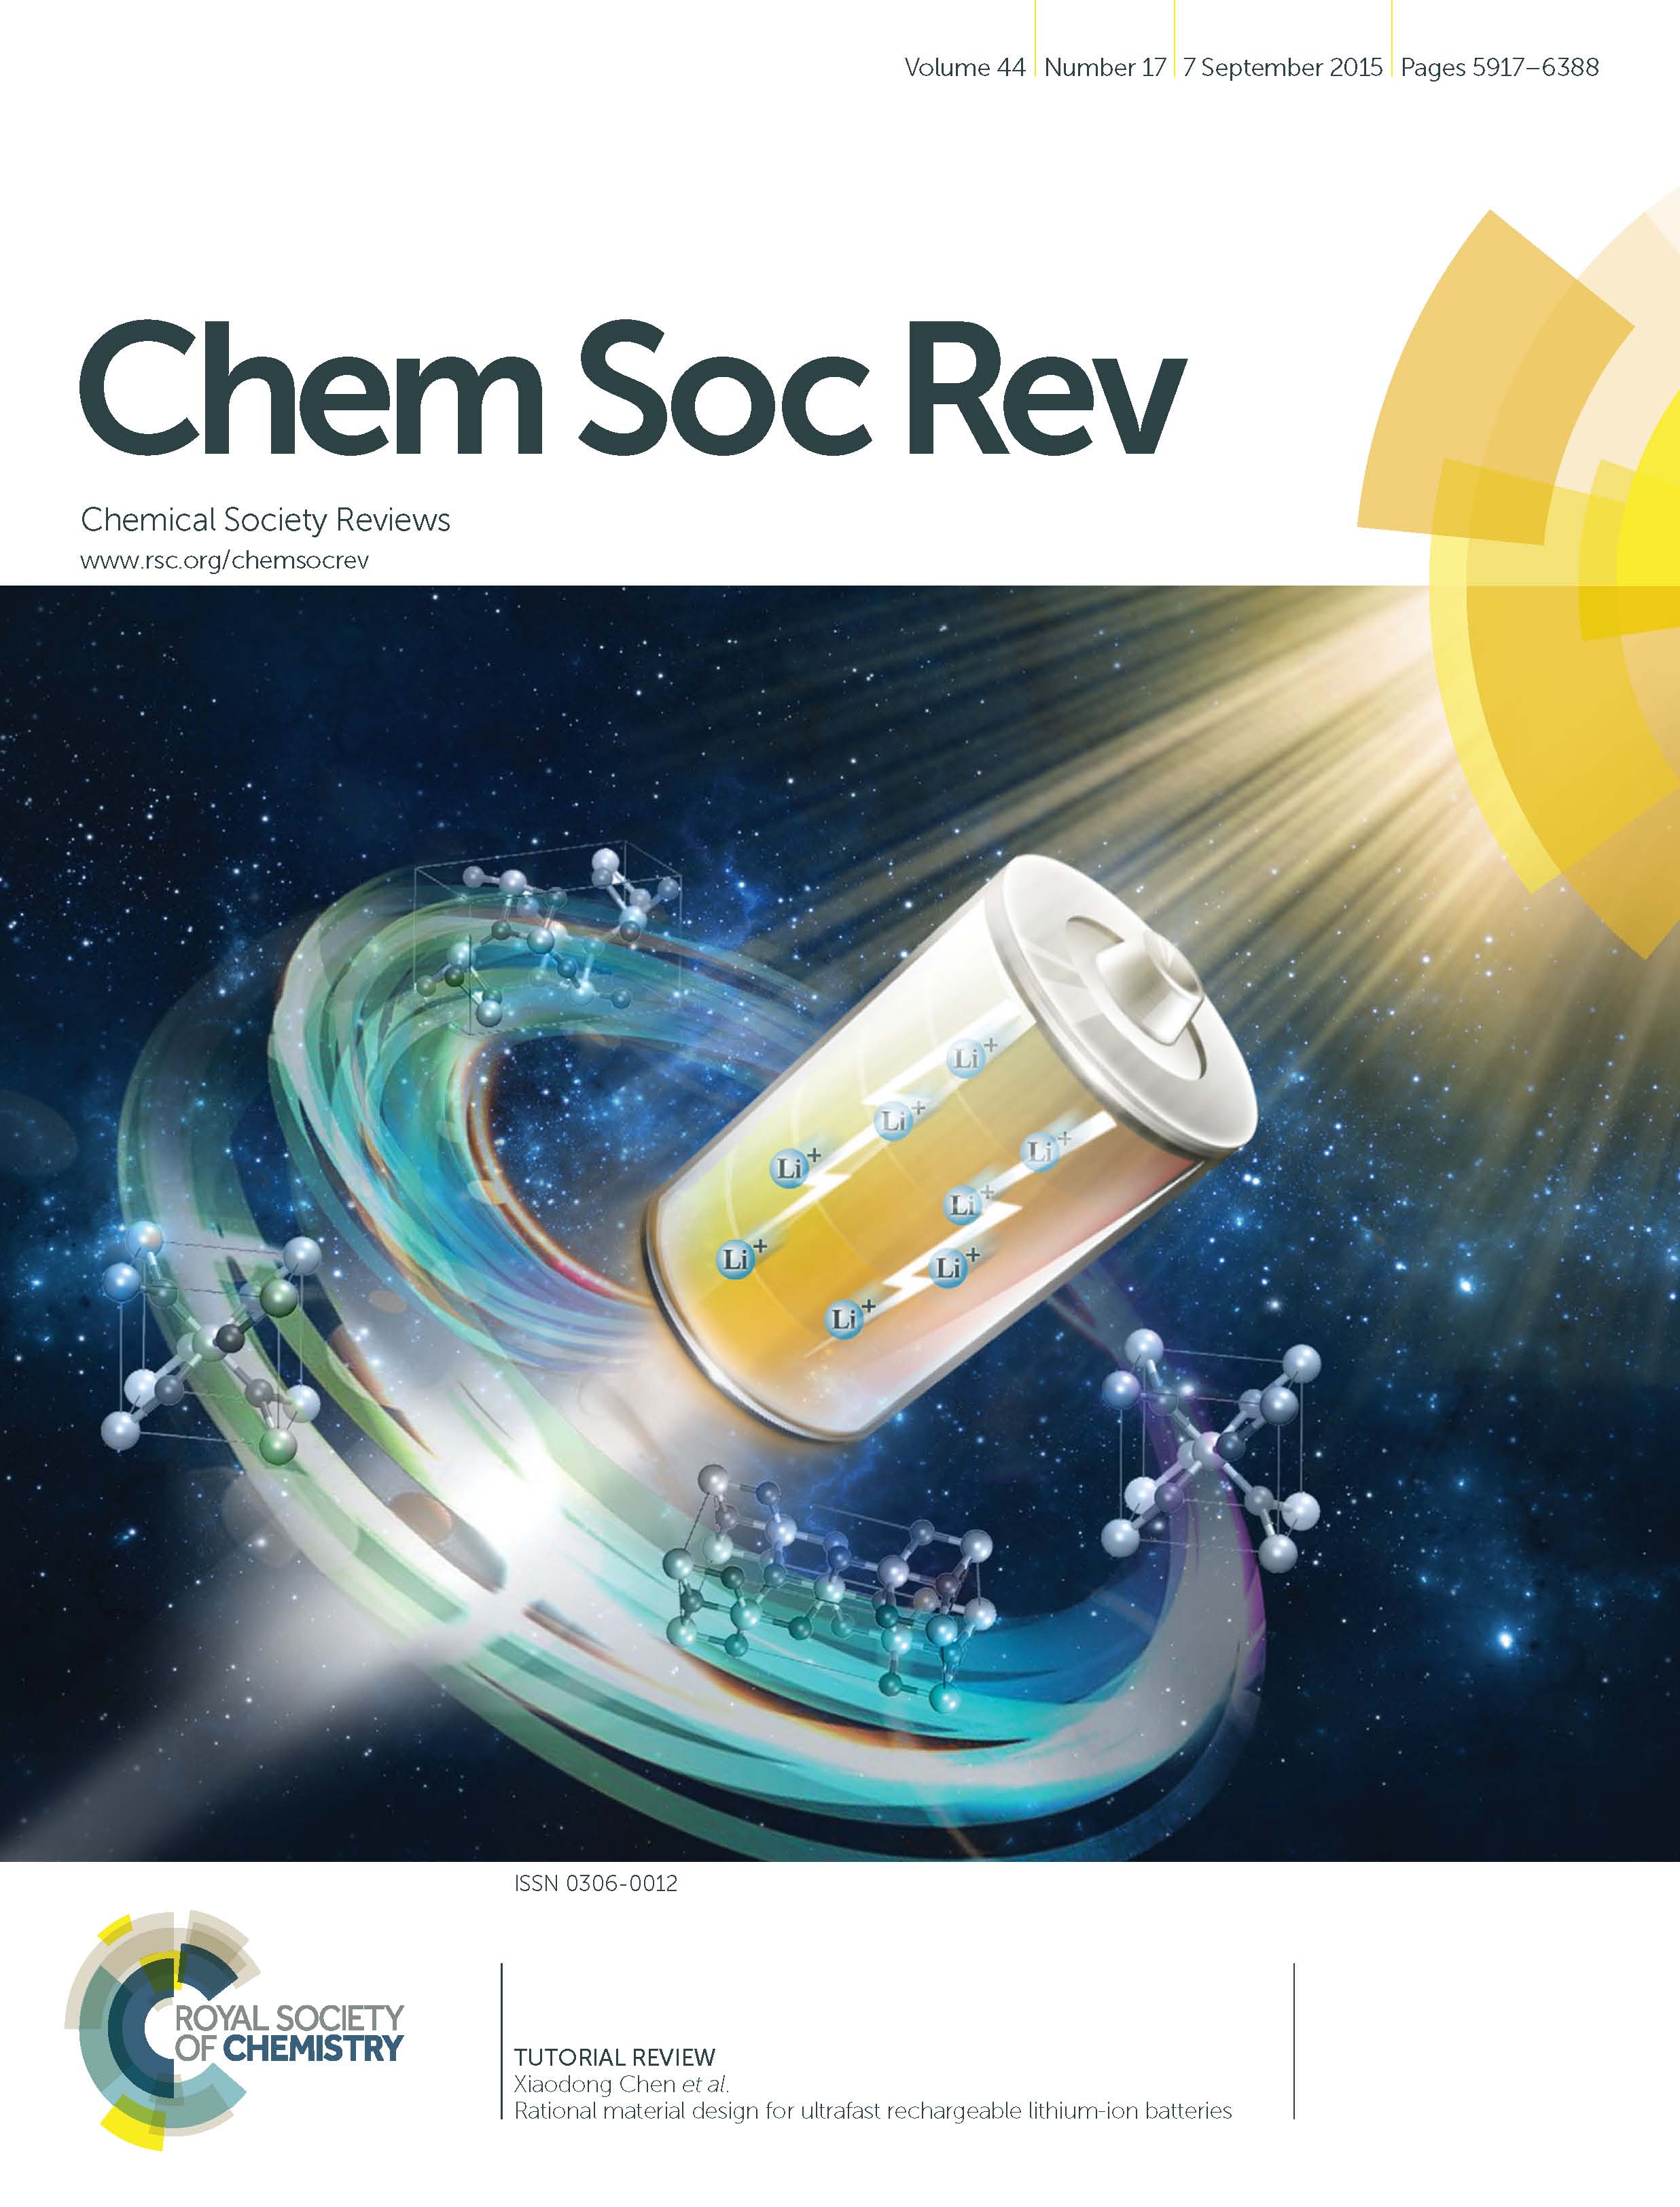 Volume 44 Number 17 7 September 2015 Pages 5917–6388
Chem Soc Rev
Chemical Society Reviews
www.rsc.org/chemsocrev
Li+
Li+
Li+
Li+
Li+
Li+
Li+
Li+
ISSN 0306-0012
ROYAL SOCIETY
OF CHEMISTRY
TUTORIAL REVIEW
Xiaodong Chen et al.
Rational material design for ultrafast rechargeable lithium-ion batteries